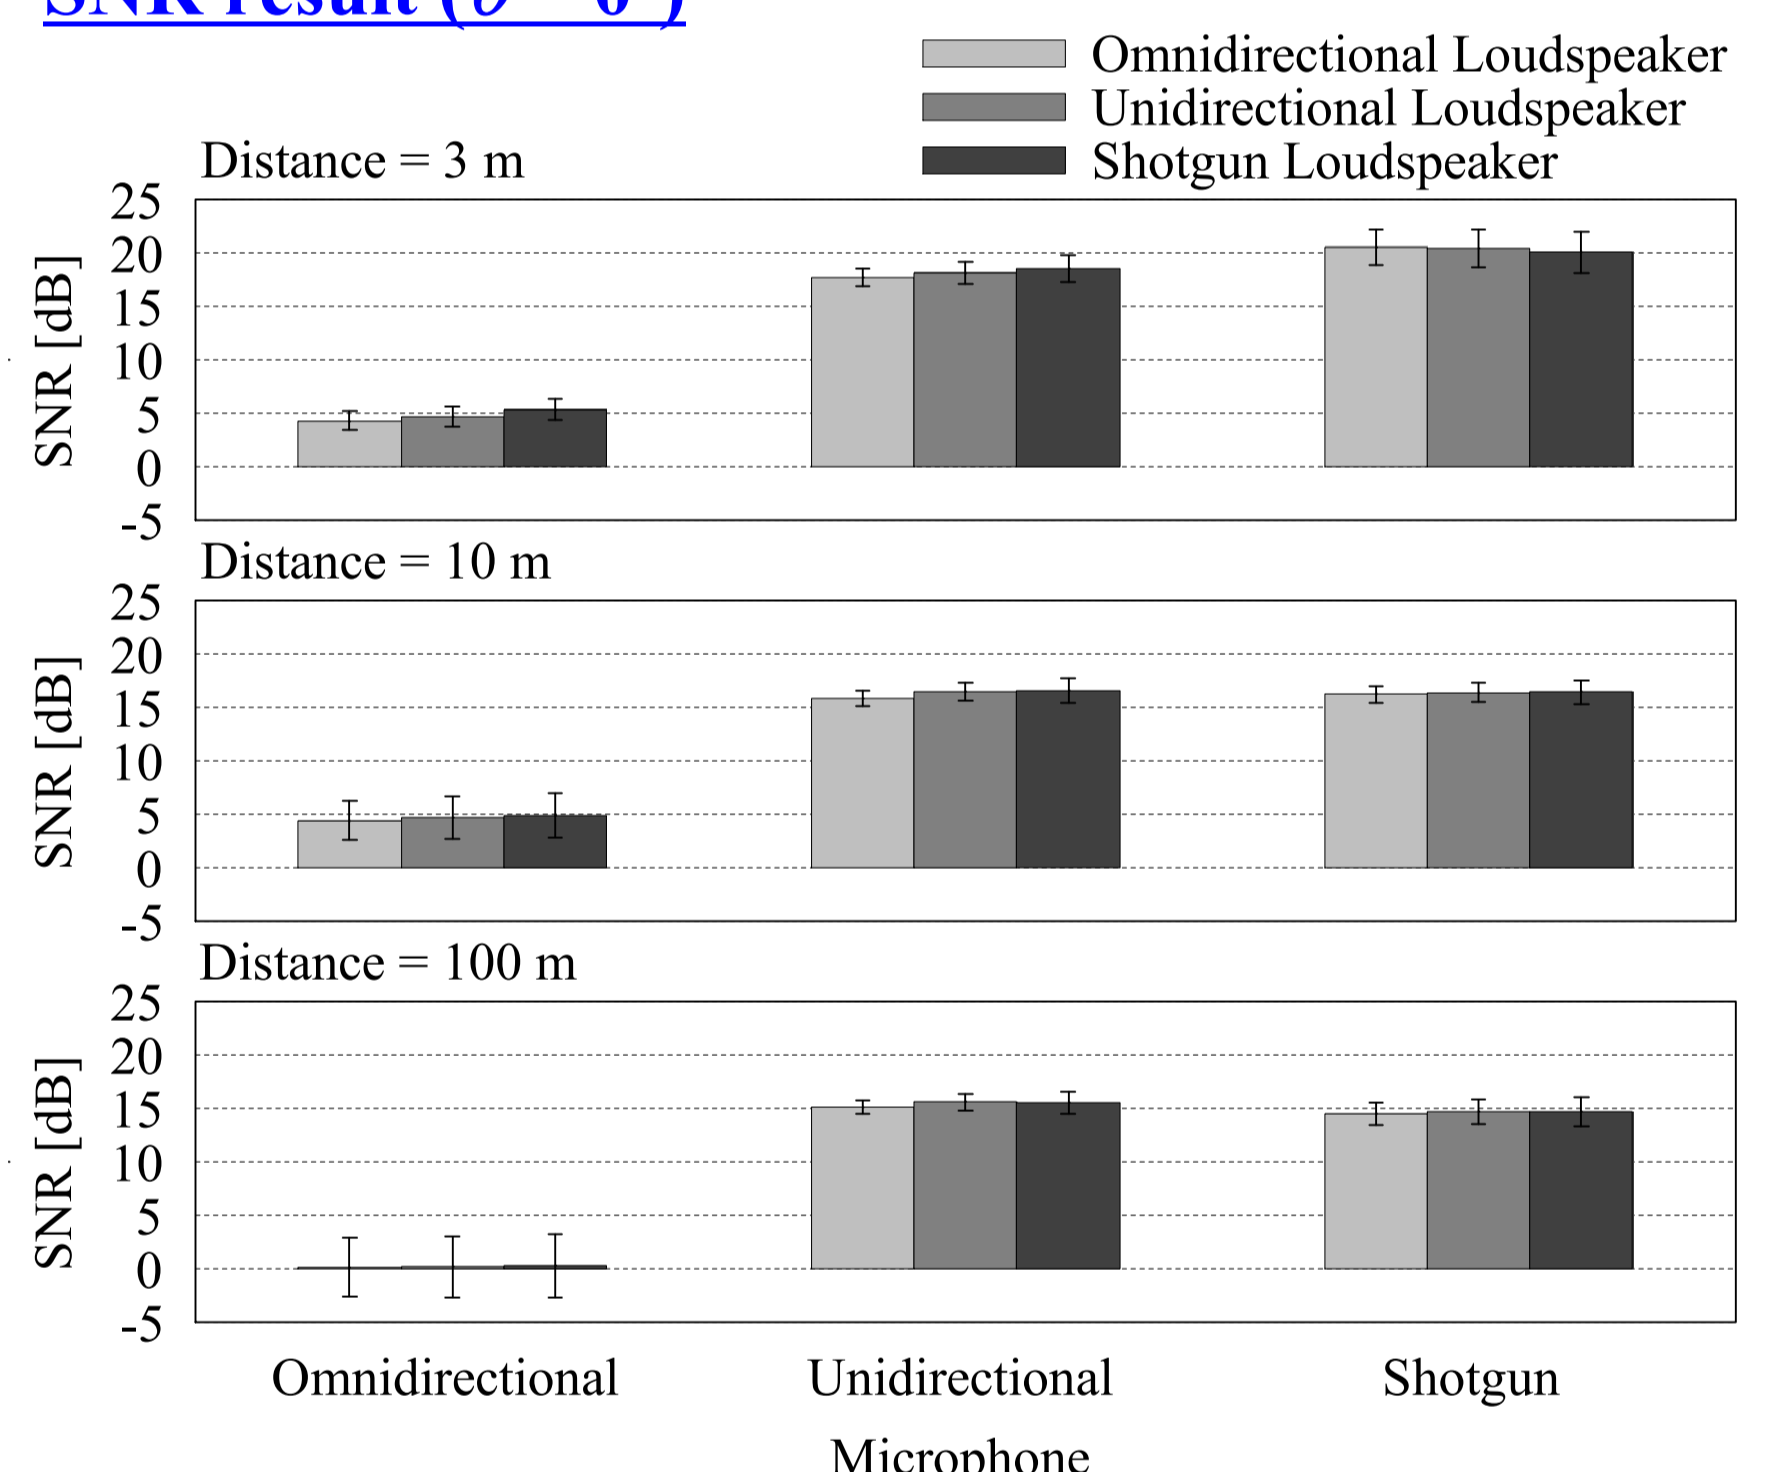 SNR result (
Omnidirectional Loudspeaker
Unidirectional Loudspeaker
Shotgun Loudspeaker
Distance = 3 m
25
20
15
10
5
0
-5
SNR [dB]
Distance = 10 m
25
20
15
10
5
0
-5
SNR [dB]
Distance = 100 m
25
20
15
10
5
0
-5
SNR [dB]
Omnidirectional Unidirectional Shotgun
Microphone